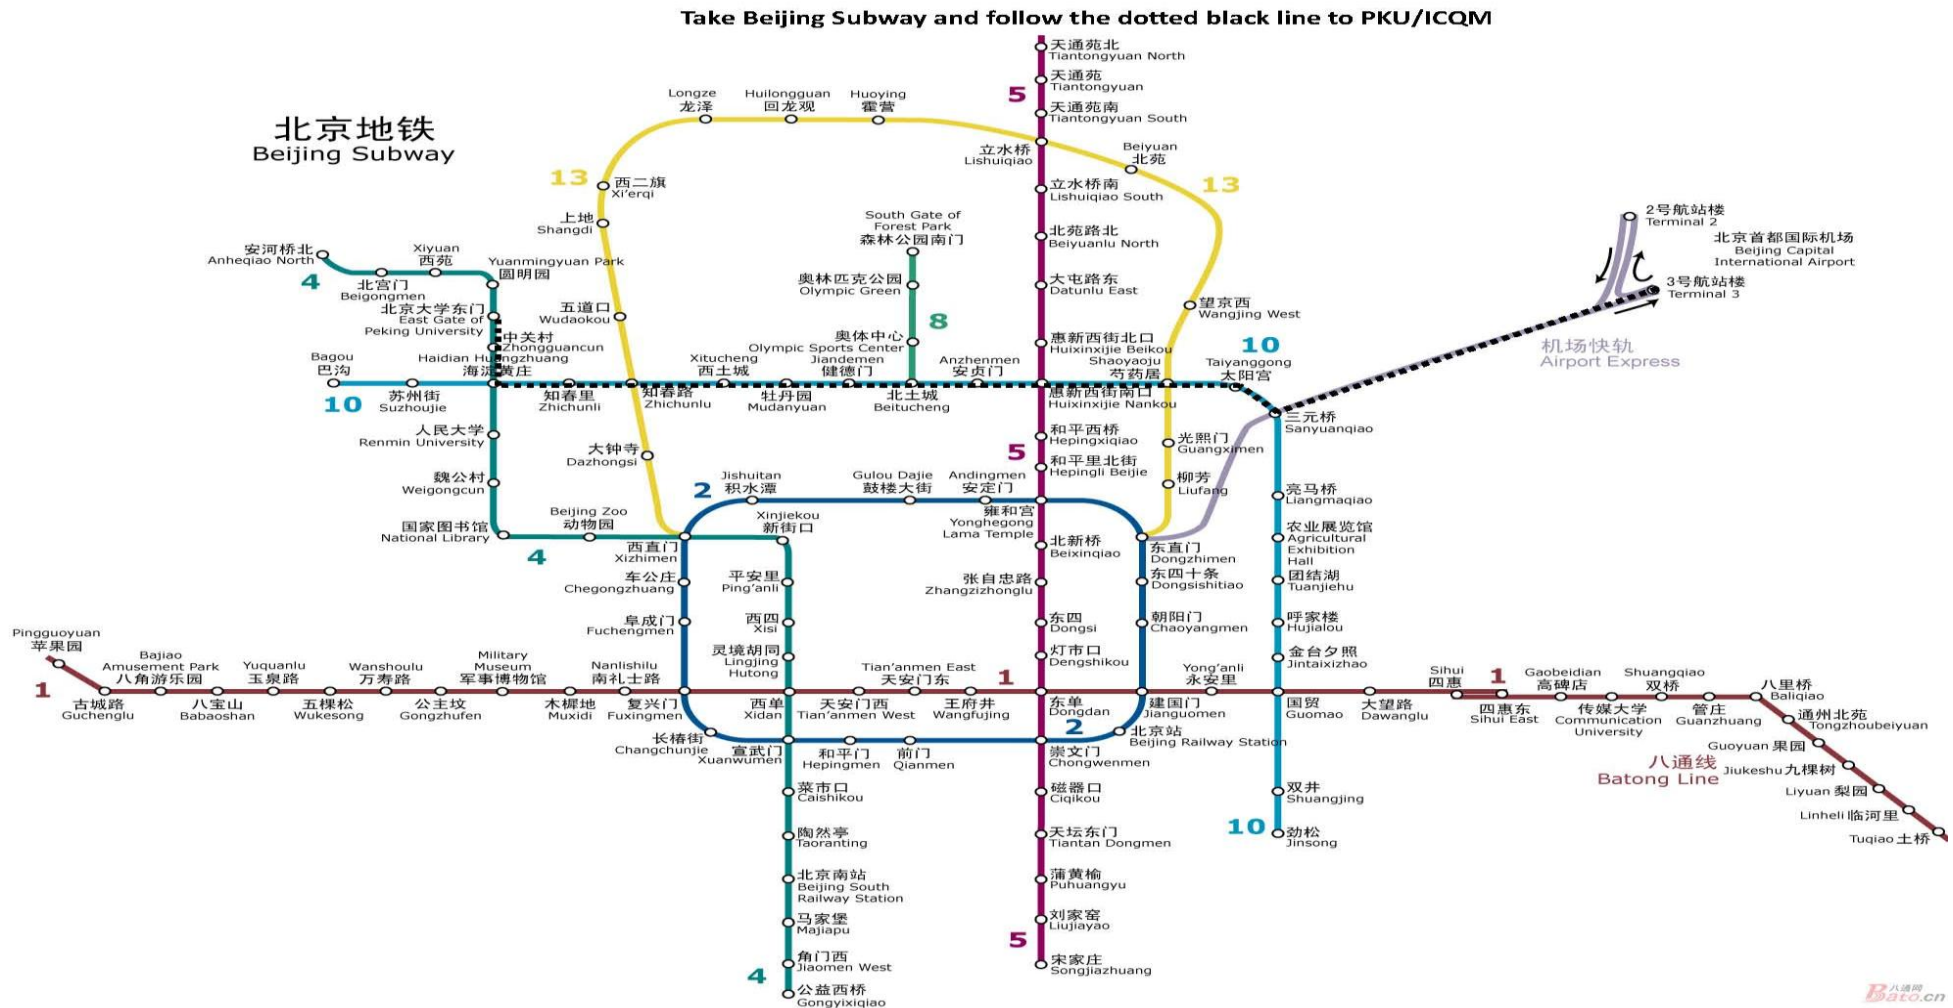 Take Beijing Subway and follow the dotted black line to PKU/ICQM
北京地铁
Beijing Subway
天通苑北
Tiantongyuan North
天通苑
Tiantongyuan
5
天通苑南
Tiantongyuan South
Longze
龙泽
Huilongguan
回龙观
Huoying
霍营
立水桥
Lishuiqiao
Beiyuan
北苑
13
西二旗
Xi'erqi
立水桥南
Lishuiqiao South
13
上地
Shangdi
South Gate of
Forest Park
森林公园南门
北苑路北
Beiyuanlu North
2号航站楼
Terminal 2
北京首都国际机场
Beijing Capital
International Airport
3号航站楼
Terminal 3
安河桥北
Anheqiao North
Xiyuan
西苑
Yuanmingyuan Park
圆明园
4
北宫门
Beigongmen
奥林匹克公园
Olympic Green
大屯路东
Datunlu East
北京大学东门
East Gate of
Peking University
五道口
Wudaokou
望京西
Wangjing West
8
中关村
Zhongguancun
奥体中心
Olympic Sports Center
惠新西街北口
Huixinxijie Beikou
10
机场快轨
Airport Express
Bagou
巴沟
Haidian Huangzhuang
海淀黄庄
Xitucheng
西土城
Jiandemen
健德门
Anzhenmen
安贞门
Shaoyaoju
芍药居
Taiyanggong
太阳宫
10
苏州街
Suzhoujie
知春里
Zhichunli
知春路
Zhichunlu
牡丹园
Mudanyuan
北土城
Beitucheng
惠新西街南口
Huixinxijie Nankou
三元桥
Sanyuanqiao
人民大学
Renmin University
和平西桥
Hepingxiqiao
光熙门
Guangximen
大钟寺
Dazhongsi
5
和平里北街
Hepingli Beijie
魏公村
Weigongcun
2
Jishuitan
积水潭
Gulou Dajie
鼓楼大街
Andingmen
安定门
柳芳
Liufang
亮马桥
Liangmaqiao
国家图书馆
National Library
Beijing Zoo
动物园
Xinjiekou
新街口
雍和宫
Yonghegong
Lama Temple
农业展览馆
Agricultural
Exhibition
Hall
4
西直门
Xizhimen
北新桥
Beixinqiao
东直门
Dongzhimen
车公庄
Chegongzhuang
平安里
Ping'anli
张自忠路
Zhangzizhonglu
东四十条
Dongsishitiao
团结湖
Tuanjiehu
阜成门
Fuchengmen
西四
Xisi
东四
Dongsi
朝阳门
Chaoyangmen
呼家楼
Hujialou
灵境胡同
Lingjing
Hutong
灯市口
Dengshikou
金台夕照
Jintaixizhao
Pingguoyuan
苹果园
1
Bajiao
Amusement Park
八角游乐园
Yuquanlu
玉泉路
Wanshoulu
万寿路
Military
Museum
军事博物馆
Nanlishilu
南礼士路
Tian'anmen East
天安门东
1
Yong'anli
永安里
Sihui
四惠
1
Gaobeidian
高碑店
Shuangqiao
双桥
八里桥
Baliqiao
古城路
Guchenglu
八宝山
Babaoshan
五棵松
Wukesong
公主坟
Gongzhufen
木樨地
Muxidi
复兴门
Fuxingmen
西单
Xidan
天安门西
Tian'anmen West
王府井
Wangfujing
东单
Dongdan
建国门
Jianguomen
国贸
Guomao
大望路
Dawanglu
四惠东
Sihui East
传媒大学
Communication
University
管庄
Guanzhuang
通州北苑
Tongzhoubeiyuan
2
长椿街
Changchunjie
宣武门
Xuanwumen
和平门
Hepingmen
前门
Qianmen
崇文门
Chongwenmen
北京站
Beijing Railway Station
八通线
Batong Line
Guoyuan 果园
Jiukeshu 九棵树
Liyuan 梨园
Linheli 临河里
Tuqiao 土桥
菜市口
Caishikou
磁器口
Ciqikou
双井
Shuangjing
陶然亭
Taoranting
天坛东门
Tiantan Dongmen
10
劲松
Jinsong
北京南站
Beijing South
Railway Station
蒲黄榆
Puhuangyu
马家堡
Majiapu
刘家窑
Liujiayao
5
4
角门西
Jiaomen West
宋家庄
Songjiazhuang
公益西桥
Gongyixiqiao
八通网
Bato.cn